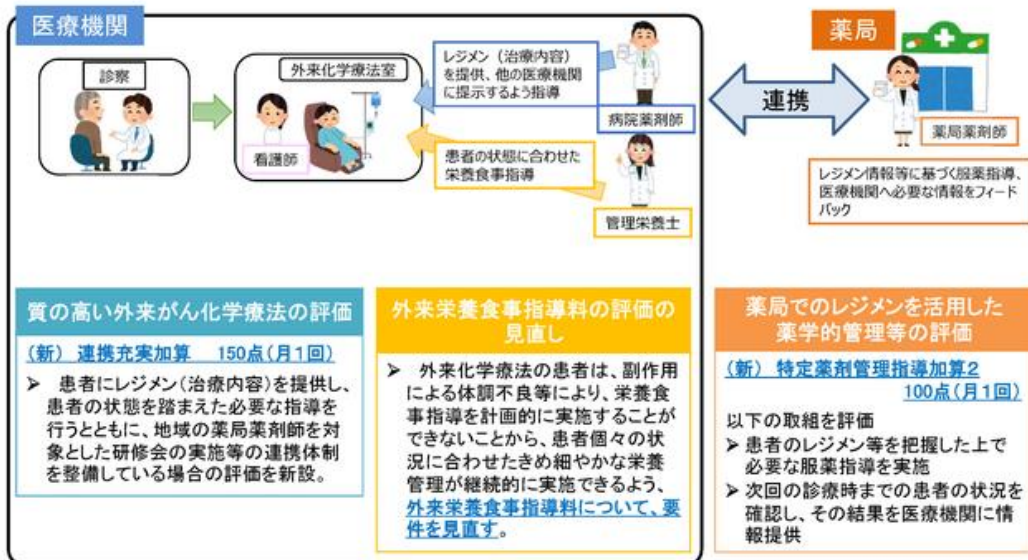 医療機関
薬局
診察
外来化学療法室
看護師
レジメン（治療内容）
を提供、他の医療機関
に提示するよう指導
病院薬剤師
患者の状態に合わせた
栄養食事指導
管理栄養士
連携
薬局薬剤師
レジメン情報等に基づく服薬指導、
医療機関へ必要な情報をフィード
バック
質の高い外来がん化学療法の評価
(新) 連携充実加算　150点(月1回)
➢ 患者にレジメン(治療内容)を提供し、
患者の状態を踏まえた必要な指導を
行うとともに、地域の薬局薬剤師を対
象とした研修会の実施等の連携体制
を整備している場合の評価を新設。
外来栄養食事指導料の評価の
見直し
➢ 外来化学療法の患者は、副作用
による体調不良等により、栄養食
事指導を計画的に実施することが
できないことから、患者個々の状
況に合わせたきめ細やかな栄養
管理が継続的に実施できるよう、
外来栄養食事指導料について、要
件を見直す。
薬局でのレジメンを活用した
薬学的管理等の評価
(新) 特定薬剤管理指導加算2
100点(月1回)
以下の取組を評価
➢ 患者のレジメン等を把握した上で
必要な服薬指導を実施
➢ 次回の診療時までの患者の状況を
確認し、その結果を医療機関に情
報提供